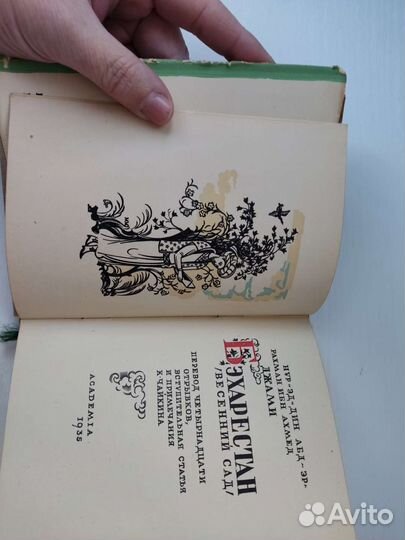 НУР-ЭД-ДИН АБД-ЭР-
РАХМАН ИБН АХМЕД
ДЖАМИ
БЭХАРЕСТАН
/ВЕСЕННИЙ САД/
ПЕРЕВОД ЧЕТЫРНАДЦАТИ
ОТРЫВКОВ,
ВСТУПИТЕЛЬНАЯ СТАТЬЯ
И ПРИМЕЧАНИЯ
К·ЧАЙКИНА
ACADEMIA
1935
Avito